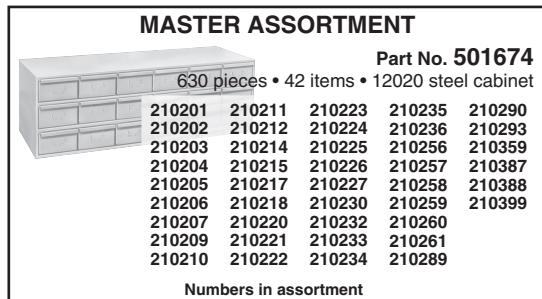 MASTER ASSORTMENT
Part No. 501674
630 pieces • 42 items • 12020 steel cabinet
210201 210211 210223 210235 210290
210202 210212 210224 210236 210293
210203 210214 210225 210256 210359
210204 210215 210226 210257 210387
210205 210217 210227 210258 210388
210206 210218 210230 210259 210399
210207 210220 210232 210260
210209 210221 210233 210261
210210 210222 210234 210289
Numbers in assortment